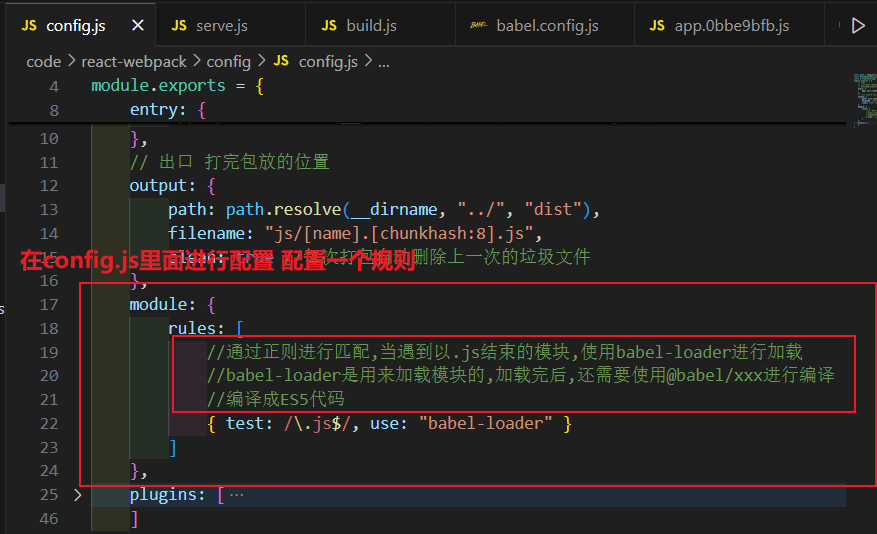 JS config.js JS serve.js JS build.js BABEL babel.config.js JS app.0bbe9bfb.js
code > react-webpack > config > JS config.js > ...
4 module.exports = {
8 entry: {
10 },
11 // 出口 打完包放的位置
12 output: {
13 path: path.resolve(__dirname, "../", "dist"),
14 filename: "js/[name].[chunkhash:8].js",
在config.js里面进行配置 配置一个规则
删除上一次的垃圾文件
16 },
17 module: {
18 rules: [
19 //通过正则进行匹配,当遇到以.js结束的模块,使用babel-loader进行加载
20 //babel-loader是用来加载模块的,加载完后,还需要使用@babel/xxx进行编译
21 //编译成ES5代码
22 { test: /\.js$/, use: "babel-loader" }
23 ]
24 },
25 plugins: [ ...
46 ]